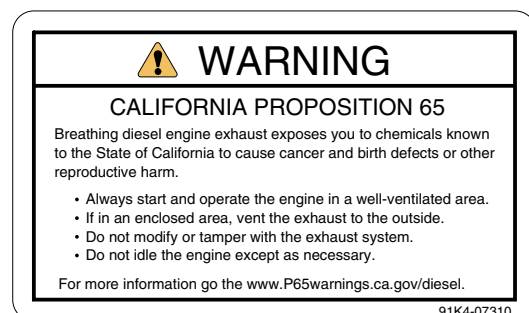 WARNING
CALIFORNIA PROPOSITION 65
Breathing diesel engine exhaust exposes you to chemicals known
to the State of California to cause cancer and birth defects or other
reproductive harm.
• Always start and operate the engine in a well-ventilated area.
• If in an enclosed area, vent the exhaust to the outside.
• Do not modify or tamper with the exhaust system.
• Do not idle the engine except as necessary.
For more information go the www.P65warnings.ca.gov/diesel.
91K4-07310